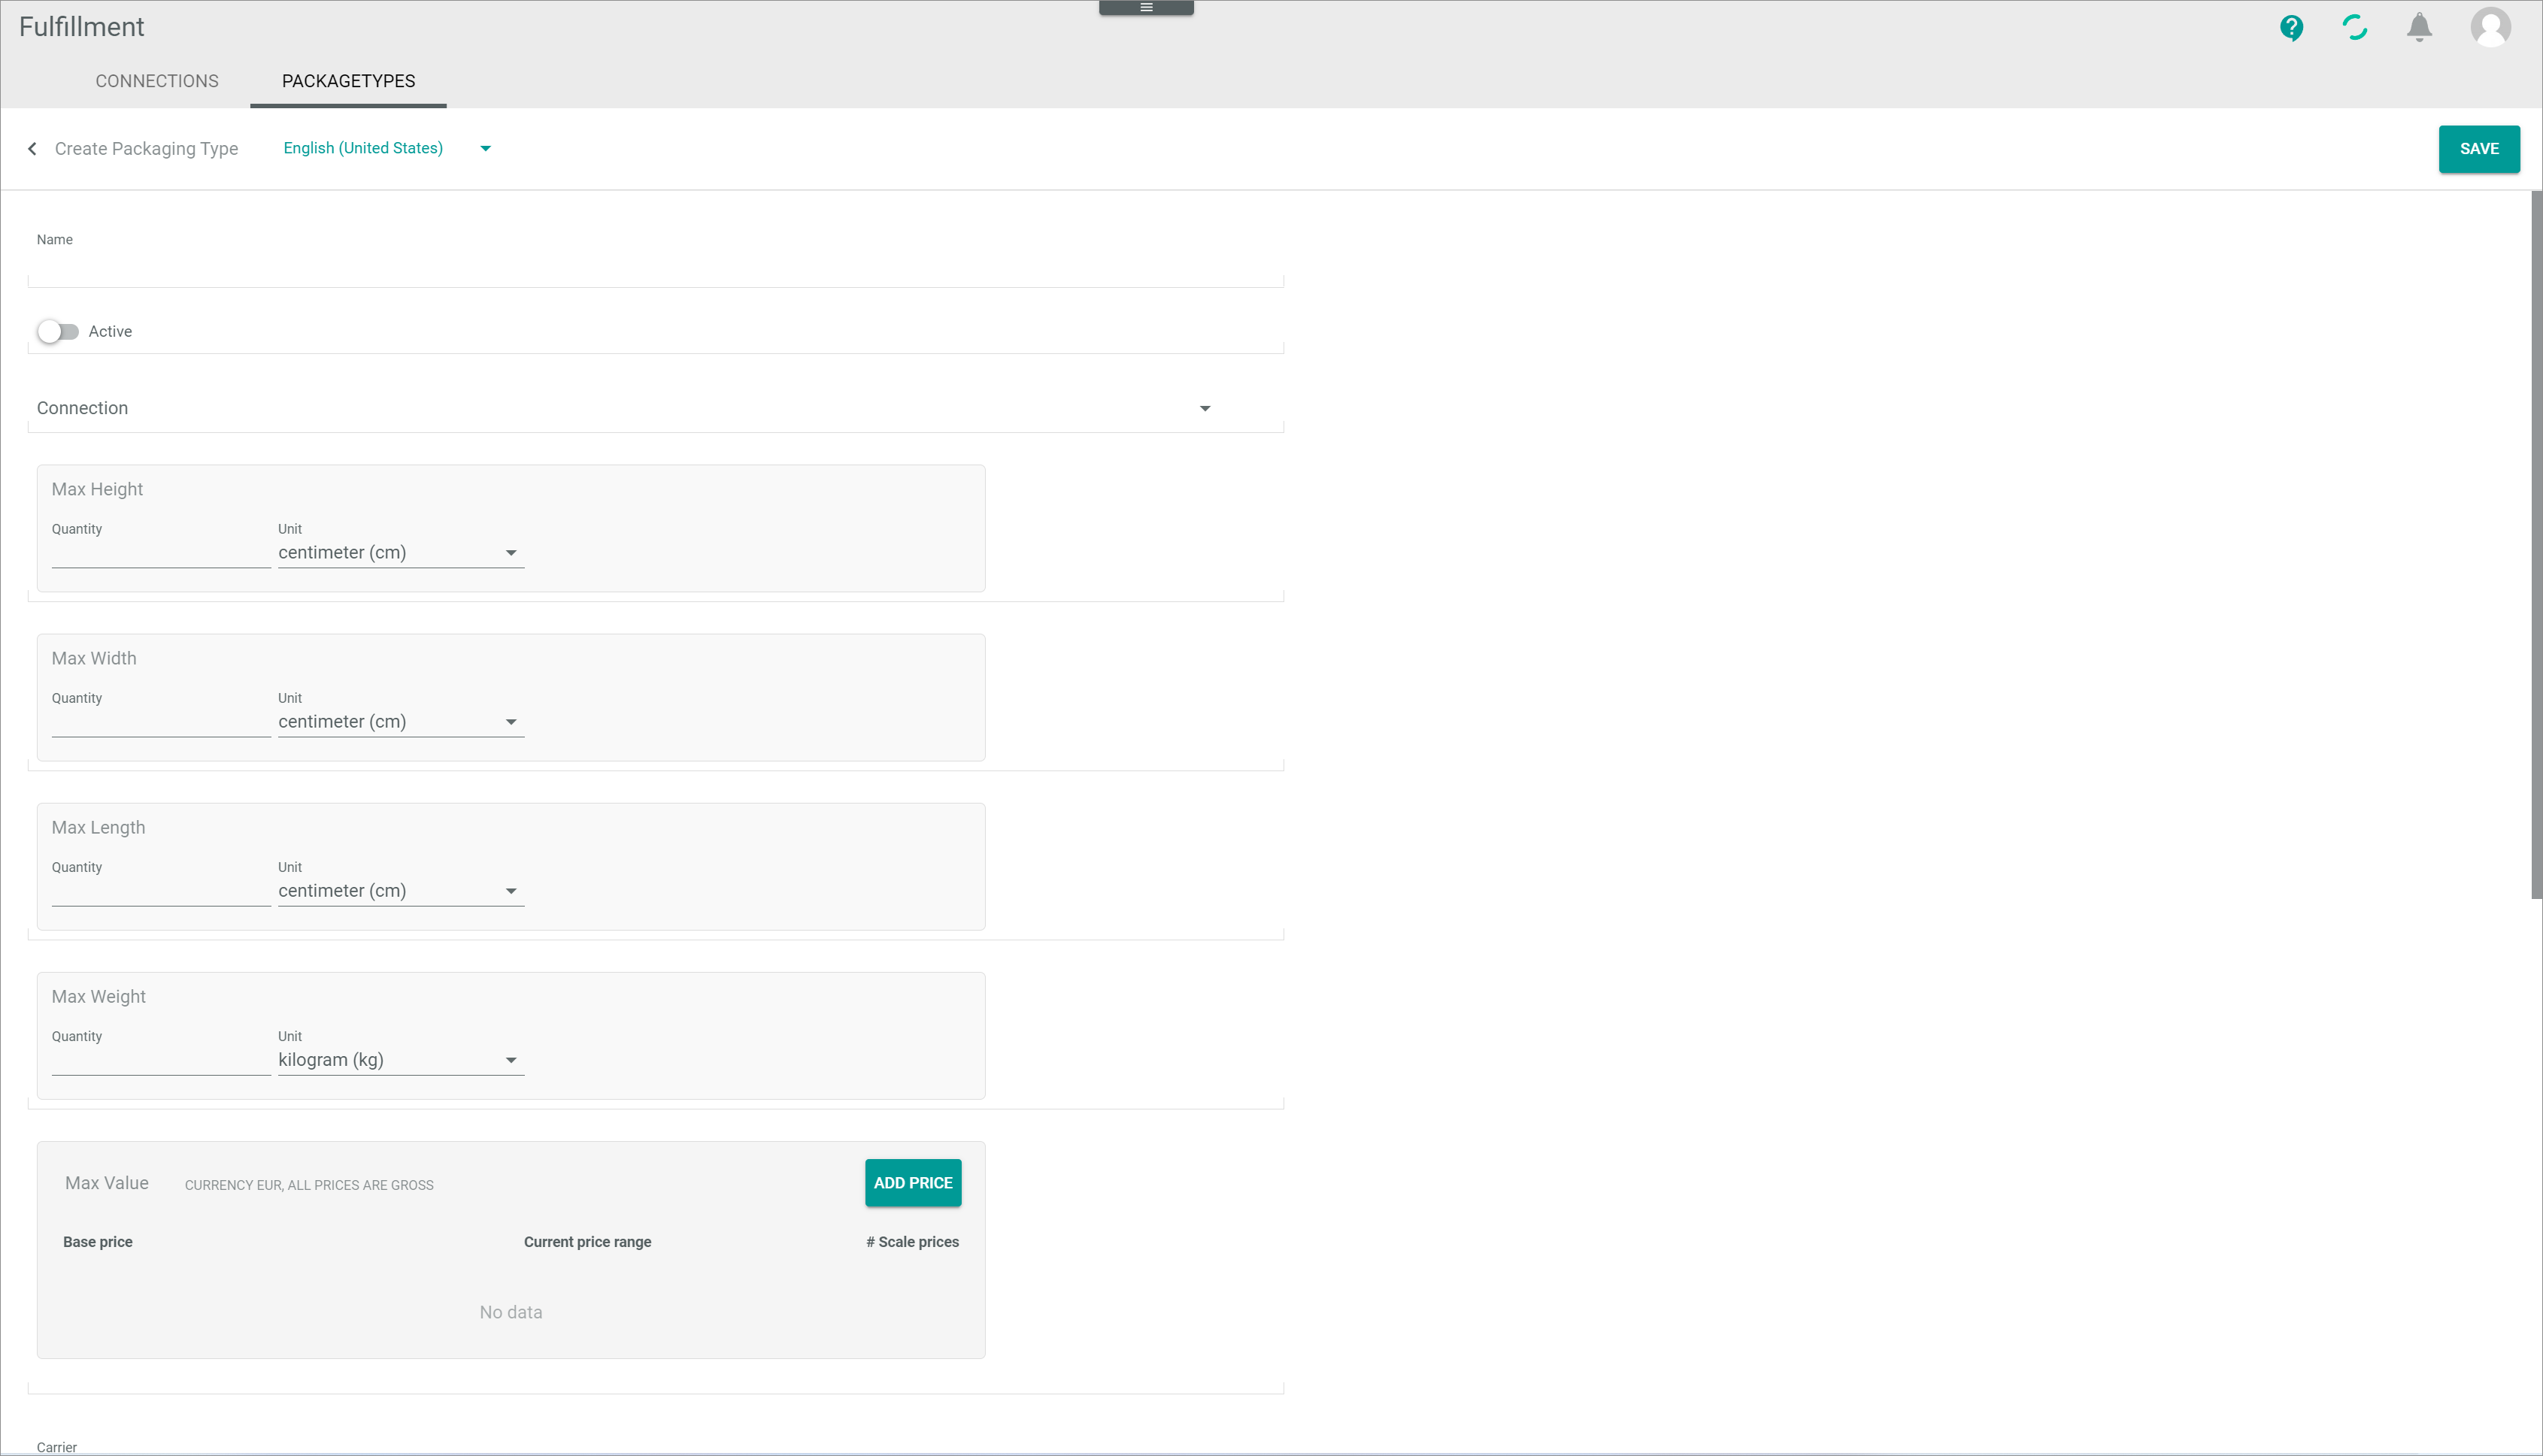 Fulfillment
CONNECTIONS PACKAGETYPES
Create Packaging Type English (United States) SAVE
Name
Active
Connection
Max Height
Quantity Unit
centimeter (cm)
Max Width
Quantity Unit
centimeter (cm)
Max Length
Quantity Unit
centimeter (cm)
Max Weight
Quantity Unit
kilogram (kg)
Max Value CURRENCY EUR, ALL PRICES ARE GROSS ADD PRICE
Base price Current price range # Scale prices
No data
Carrier